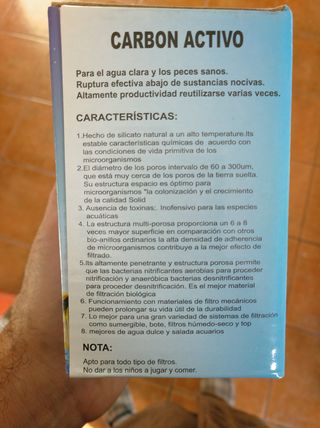 CARBON ACTIVO
Para el agua clara y los peces sanos.
Ruptura efectiva abajo de sustancias nocivas.
Altamente productividad reutilizarse varias veces.
CARACTERÍSTICAS:
1.Hecho de silicato natural a un alto temperature.Its
estable características químicas de  acuerdo con
las condiciones de vida primitiva de los
microorganismos
2.El diámetro de los poros intervalo de 60 a 300um,
que está muy cerca de los poros de la tierra suelta.
Su estructura espacio es óptimo para
microorganismos "la colonización y el crecimiento
de la calidad Solid
3. Ausencia de toxinas;. Inofensivo para las especies
acuáticas
4. La estructura multi-porosa proporciona un 6 a 8
veces mayor superficie en comparación con otros
bio-anillos ordinarios la alta densidad de adherencia
de microorganismos contribuye a la mejor efecto de
filtrado.
5.Its altamente penetrante y estructura porosa permite
que las bacterias nitrificantes aerobias para proceder
nitrificación y anaeróbica bacterias desnitrificantes
para proceder desnitrificación. Es el mejor material
de filtración biológica
6. Funcionamiento con materiales de filtro mecánicos
pueden prolongar su vida útil de la durabilidad
7. Lo mejor para una gran variedad de sistemas de filtración
como sumergible, bote, filtros húmedo-seco y top
8. mejores de agua dulce y salada acuarios
NOTA:
Apto para todo tipo de filtros.
No dar a los niños a jugar y comer.